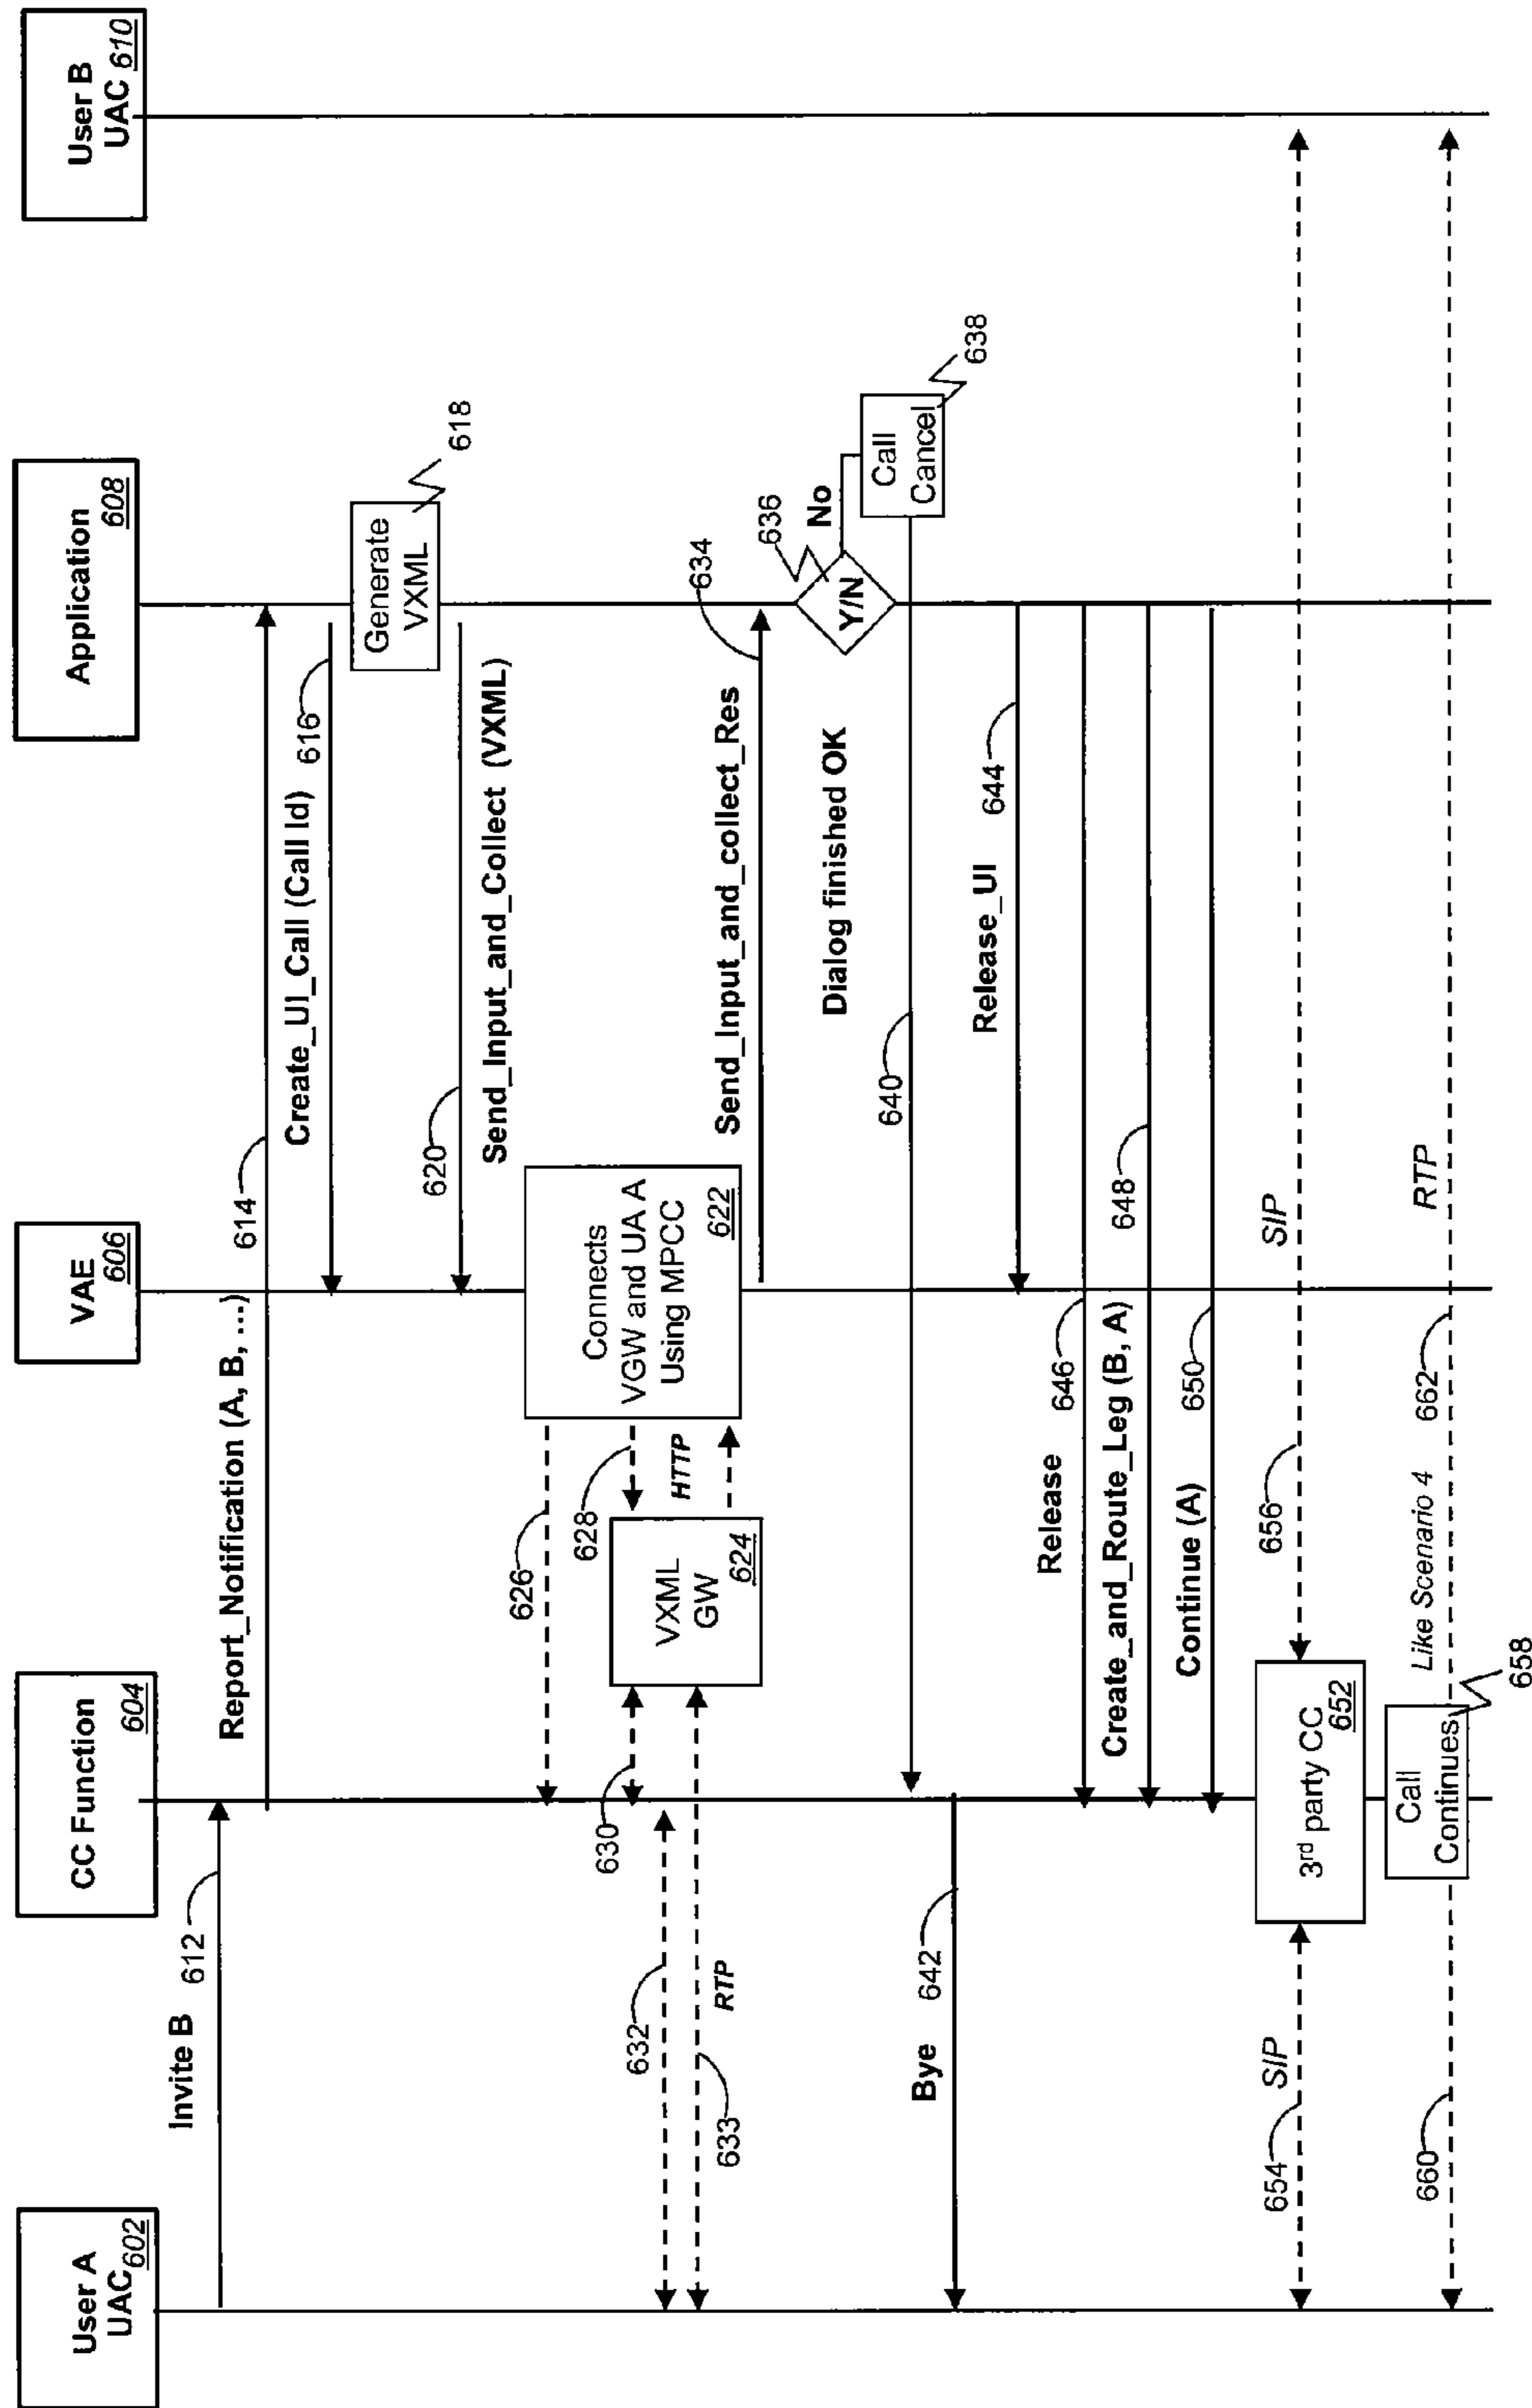 User A
UAC 602
CC Function
604
VAE
606
Application
608
User B
UAC 610
Invite B
612
Report_Notification (A, B, ...)
614
Create_UI_Call (Call Id)
616
Generate
VXML
618
620
Send_Input_and_Collect (VXML)
Connects
VGW and UA A
Using MPCC
622
626
628
HTTP
VXML
GW
624
630
632
633
RTP
Send_Input_and_collect_Res
634
636
Y/N
No
Call
Cancel
638
Dialog finished OK
640
Bye
642
Release_UI
644
Release
646
Create_and_Route_Leg (B, A)
648
Continue (A)
650
3rd party CC
652
SIP
654
656
SIP
Call
Continues
658
Like Scenario 4
660
662
RTP